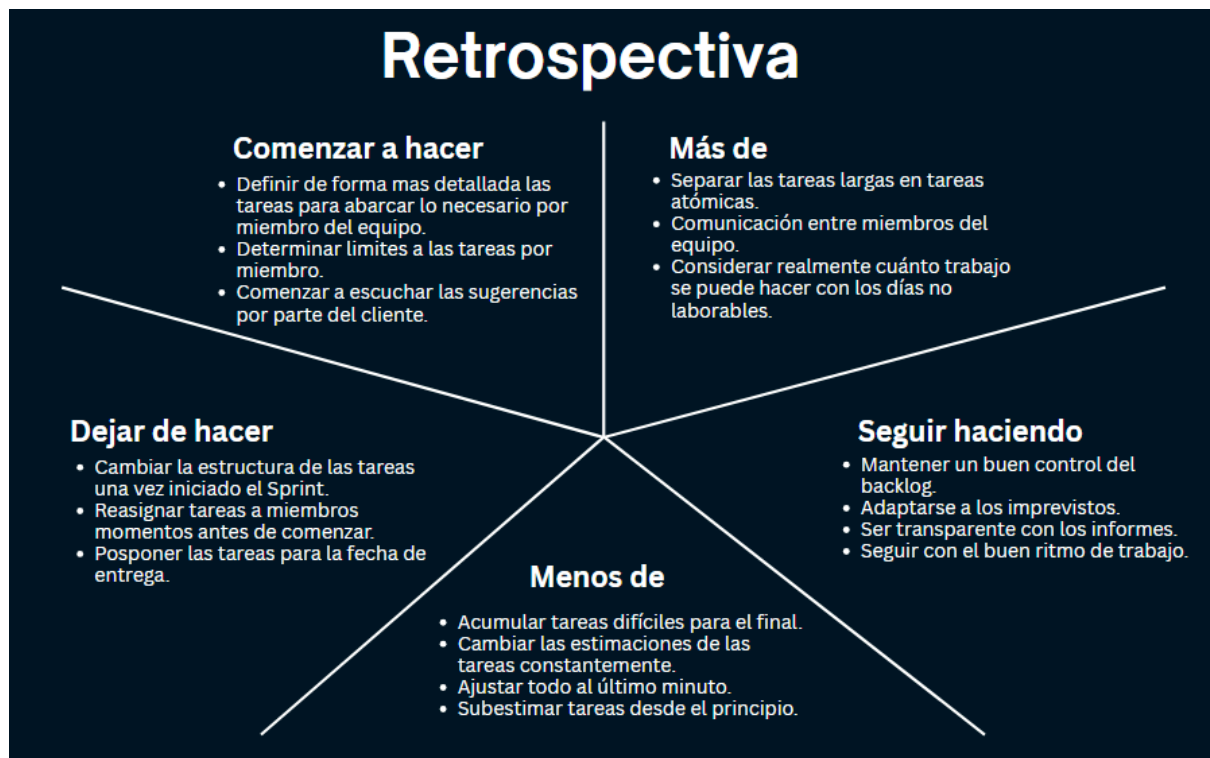 Retrospectiva
Comenzar a hacer
• Definir de forma mas detallada las
tareas para abarcar lo necesario por
miembro del equipo.
• Determinar limites a las tareas por
miembro.
• Comenzar a escuchar las sugerencias
por parte del cliente.
Más de
• Separar las tareas largas en tareas
atómicas.
• Comunicación entre miembros del
equipo.
• Considerar realmente cuánto trabajo
se puede hacer con los días no
laborables.
Dejar de hacer
• Cambiar la estructura de las tareas
una vez iniciado el Sprint.
• Reasignar tareas a miembros
momentos antes de comenzar.
• Posponer las tareas para la fecha de
entrega.
Seguir haciendo
• Mantener un buen control del
backlog.
• Adaptarse a los imprevistos.
• Ser transparente con los informes.
• Seguir con el buen ritmo de trabajo.
Menos de
• Acumular tareas difíciles para el final.
• Cambiar las estimaciones de las
tareas constantemente.
• Ajustar todo al último minuto.
• Subestimar tareas desde el principio.